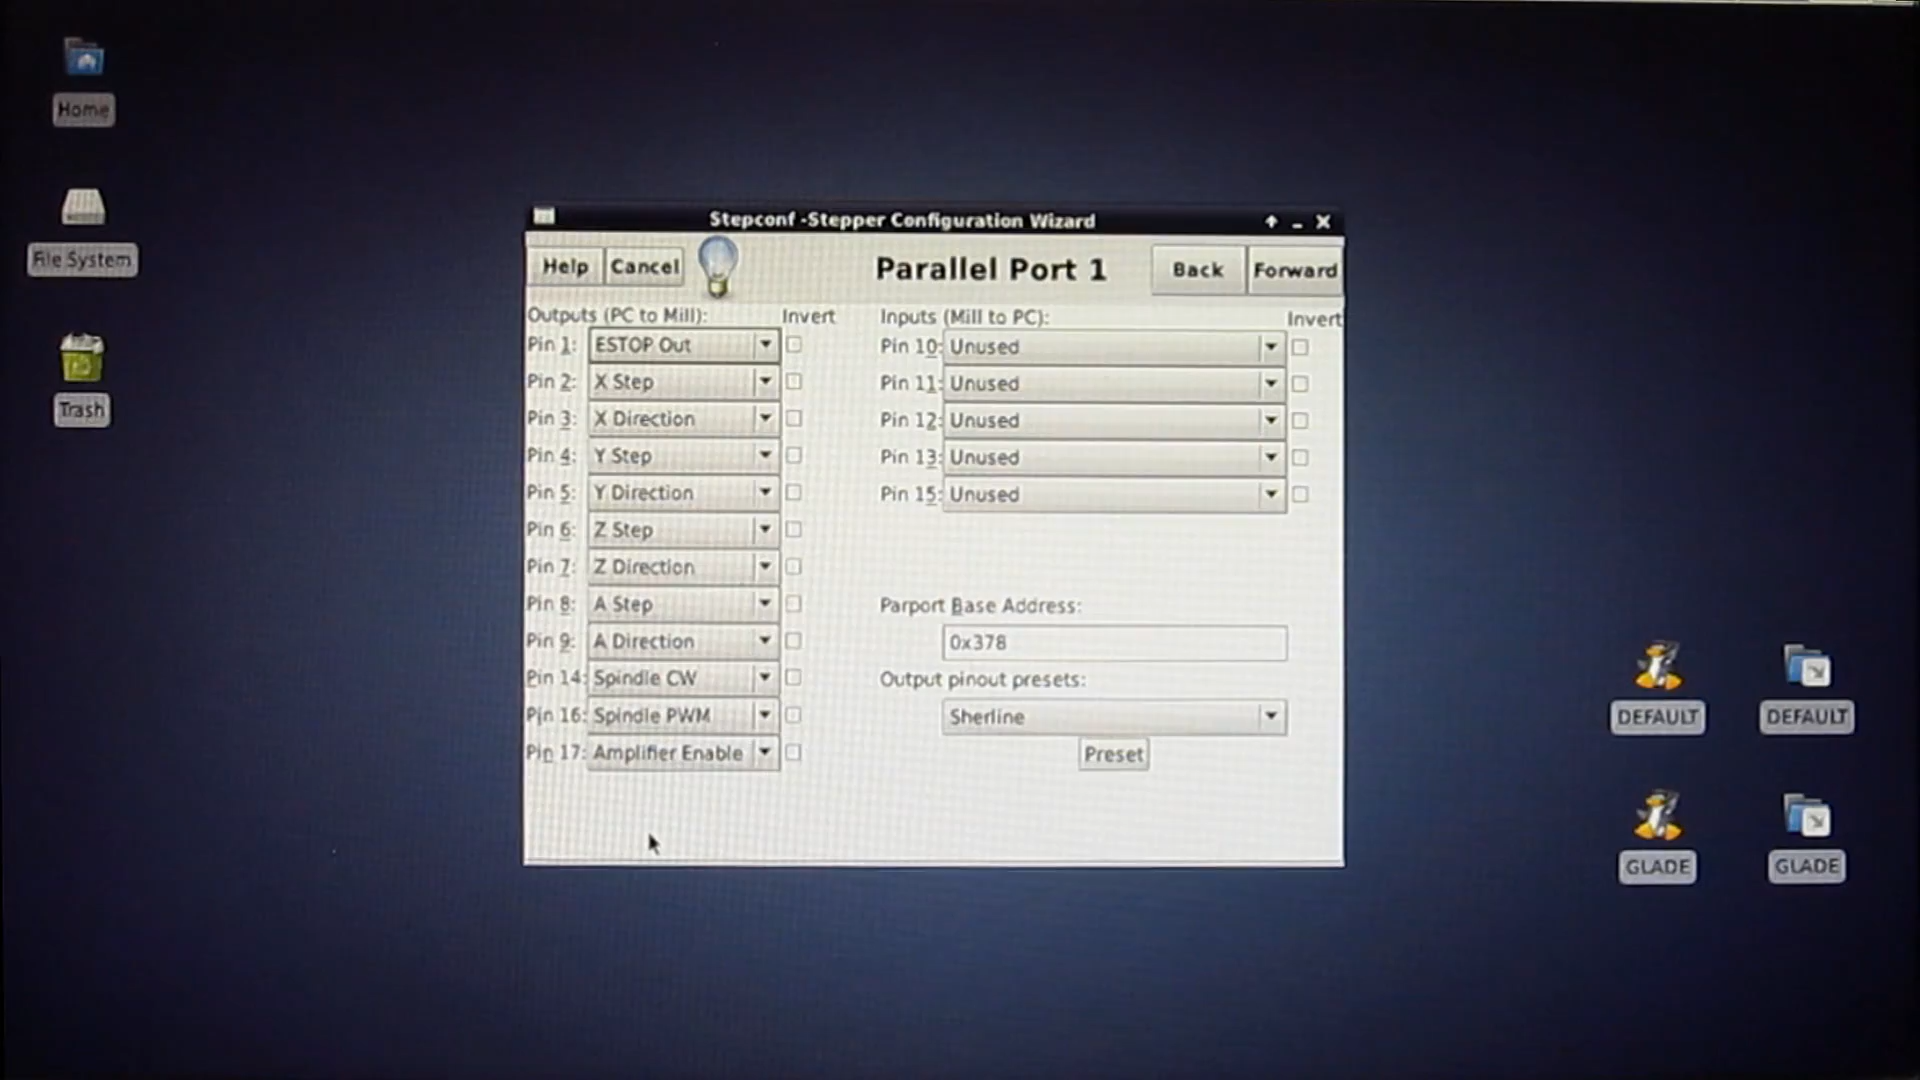 Home
File System
Trash
Stepconf -Stepper Configuration Wizard
Help Cancel Parallel Port 1 Back Forward
Outputs (PC to Mill): Invert
Pin 1: ESTOP Out
Pin 2: X Step
Pin 3: X Direction
Pin 4: Y Step
Pin 5: Y Direction
Pin 6: Z Step
Pin 7: Z Direction
Pin 8: A Step
Pin 9: A Direction
Pin 14: Spindle CW
Pin 16: Spindle PWM
Pin 17: Amplifier Enable
Inputs (Mill to PC): Invert
Pin 10: Unused
Pin 11: Unused
Pin 12: Unused
Pin 13: Unused
Pin 15: Unused
Parport Base Address:
0x378
Output pinout presets:
Sherline
Preset
DEFAULT DEFAULT
GLADE GLADE